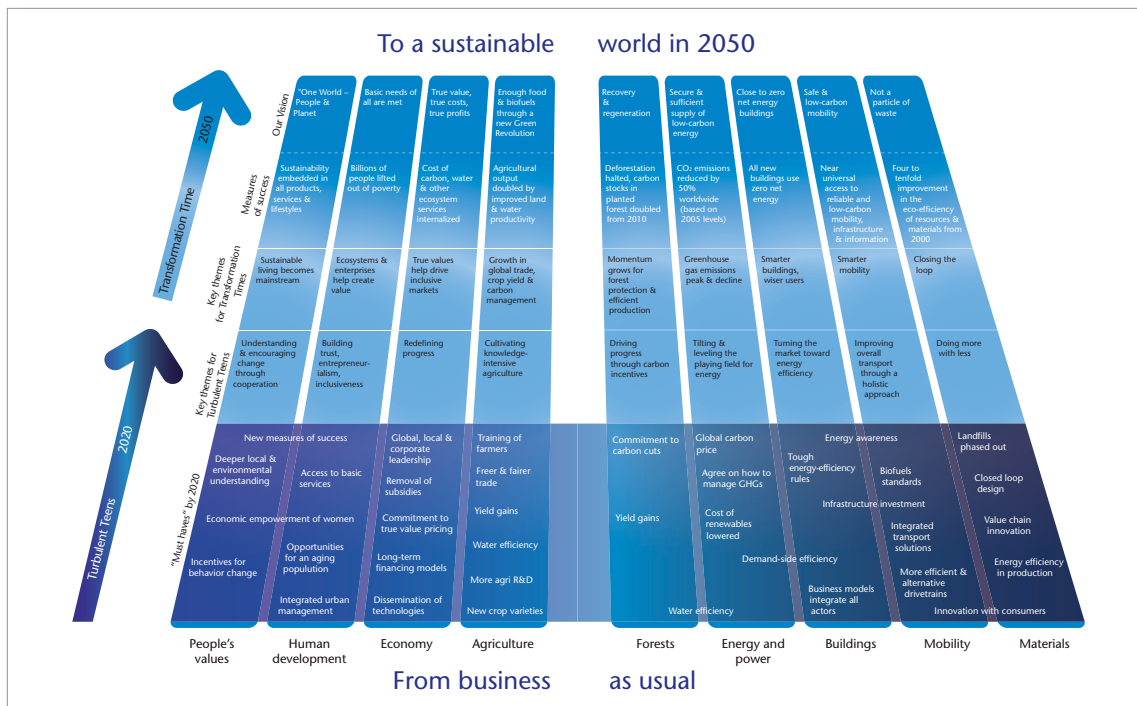 To a sustainable world in 2050
Transformation Time 2050
Turbulent Teens 2020
Our Vision
"One World –
People &
Planet
Basic needs of
all are met
True value,
true costs,
true profits
Enough food
& biofuels
through a
new Green
Revolution
Recovery
&
regeneration
Secure &
sufficient
supply of
low-carbon
energy
Close to zero
net energy
buildings
Safe &
low-carbon
mobility
Not a
particle of
waste
Measures
of success
Sustainability
embedded in
all products,
services &
lifestyles
Billions of
people lifted
out of poverty
Cost of
carbon, water
& other
ecosystem
services
internalized
Agricultural
output
doubled by
improved land
& water
productivity
Deforestation
halted, carbon
stocks in
planted
forest doubled
from 2010
CO₂ emissions
reduced by
50%
worldwide
(based on
2005 levels)
All new
buildings use
zero net
energy
Near
universal
access to
reliable and
low-carbon
mobility,
infrastructure
& information
Four to
tenfold
improvement
in the
eco-efficiency
of resources &
materials from
2000
Key themes
for Transformation
Times
Sustainable
living becomes
mainstream
Ecosystems &
enterprises
help create
value
True values
help drive
inclusive
markets
Growth in
global trade,
crop yield &
carbon
management
Momentum
grows for
forest
protection &
efficient
production
Greenhouse
gas emissions
peak & decline
Smarter
buildings,
wiser users
Smarter
mobility
Closing the
loop
Key themes for
Turbulent Teens
Understanding
& encouraging
change
through
cooperation
Building
trust,
entrepreneur-
ialism,
inclusiveness
Redefining
progress
Cultivating
knowledge-
intensive
agriculture
Driving
progress
through carbon
incentives
Tilting &
leveling the
playing field for
energy
Turning the
market toward
energy
efficiency
Improving
overall
transport
through a
holistic
approach
Doing more
with less
"Must haves" by 2020
New measures of success
Deeper local &
environmental
understanding
Access to basic
services
Economic empowerment of women
Incentives for
behavior change
Opportunities
for an aging
population
Integrated urban
management
Global, local &
corporate
leadership
Removal of
subsidies
Commitment to
true value pricing
Long-term
financing models
Dissemination of
technologies
Training of
farmers
Freer & fairer
trade
Yield gains
Water efficiency
More agri R&D
New crop varieties
Commitment to
carbon cuts
Yield gains
Water efficiency
Global carbon
price
Agree on how to
manage GHGs
Cost of
renewables
lowered
Demand-side efficiency
Energy awareness
Tough
energy-efficiency
rules
Infrastructure investment
Business models
integrate all
actors
Biofuels
standards
Integrated
transport
solutions
More efficient &
alternative
drivetrains
Innovation with consumers
Landfills
phased out
Closed loop
design
Value chain
innovation
Energy efficiency
in production
People's
values
Human
development
Economy
Agriculture
Forests
Energy and
power
Buildings
Mobility
Materials
From business as usual